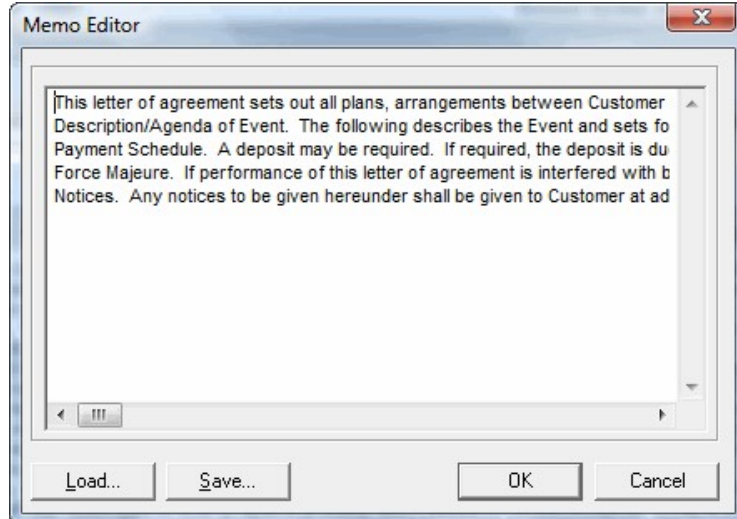 Memo Editor
This letter of agreement sets out all plans, arrangements between Customer
Description/Agenda of Event.  The following describes the Event and sets fo
Payment Schedule.  A deposit may be required.  If required, the deposit is du
Force Majeure.  If performance of this letter of agreement is interfered with b
Notices.  Any notices to be given hereunder shall be given to Customer at ad
Load... Save... OK Cancel